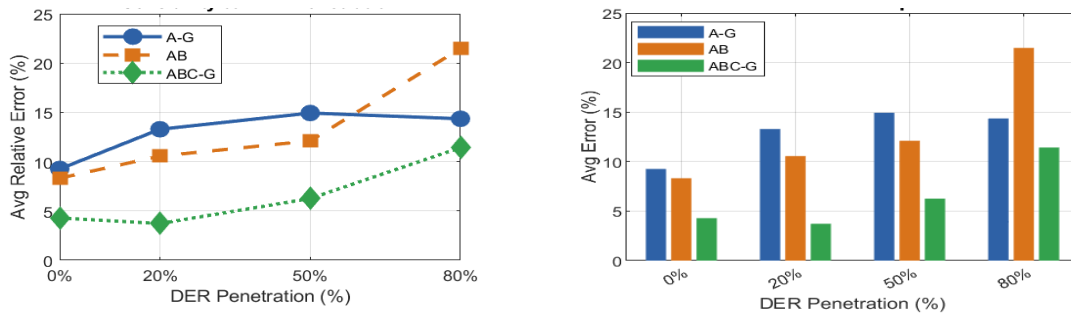 25
20
15
10
5
0
Avg Relative Error (%)
A-G
AB
ABC-G
0%
20%
50%
80%
DER Penetration (%)
25
20
15
10
5
0
Avg Error (%)
A-G
AB
ABC-G
0%
20%
50%
80%
DER Penetration (%)